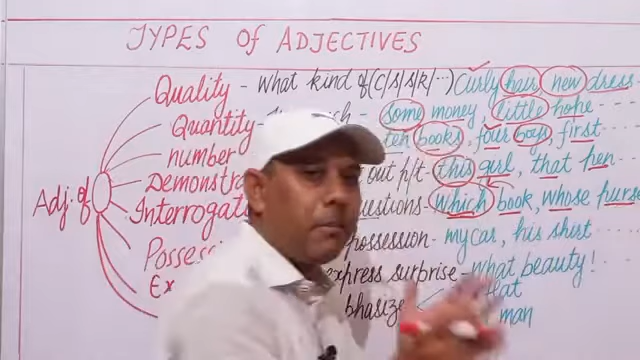 TYPES of ADJECTIVES
Adj. of
Quality - What kind of (C/S/S/R/...) Curly hair, new dress
Quantity - some money, little hope ----
number ten books, four boys, first ---
Demonstra out p/t - this girl, that hen --
Interrogat uestions - which book, whose purse
Possess possession - my car, his shirt ----
Ex express surprise - what beauty! --
phasize
man